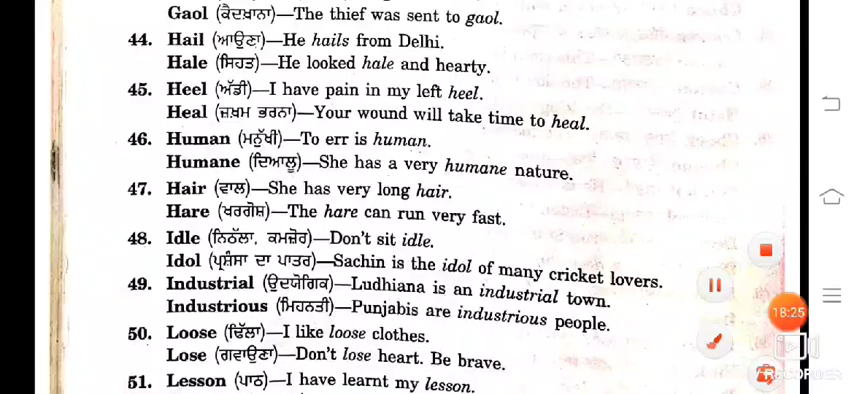 Gaol (ਕੈਦਖ਼ਾਨਾ)—The thief was sent to gaol.
44. Hail (ਆਉਣਾ)—He hails from Delhi.
Hale (ਸਿਹਤ)—He looked hale and hearty.
45. Heel (ਅੱਡੀ)—I have pain in my left heel.
Heal (ਜ਼ਖ਼ਮ ਭਰਨਾ)—Your wound will take time to heal.
46. Human (ਮਨੁੱਖੀ)—To err is human.
Humane (ਦਿਆਲੂ)—She has a very humane nature.
47. Hair (ਵਾਲ)—She has very long hair.
Hare (ਖਰਗੋਸ਼)—The hare can run very fast.
48. Idle (ਨਿਠੱਲਾ, ਕਮਜ਼ੋਰ)—Don't sit idle.
Idol (ਪ੍ਰਸ਼ੰਸਾ ਦਾ ਪਾਤਰ)—Sachin is the idol of many cricket lovers.
49. Industrial (ਉਦਯੋਗਿਕ)—Ludhiana is an industrial town.
Industrious (ਮਿਹਨਤੀ)—Punjabis are industrious people.
50. Loose (ਢਿੱਲਾ)—I like loose clothes.
Lose (ਗਵਾਉਣਾ)—Don't lose heart. Be brave.
51. Lesson (ਪਾਠ)—I have learnt my lesson.
18:25
RECORDER